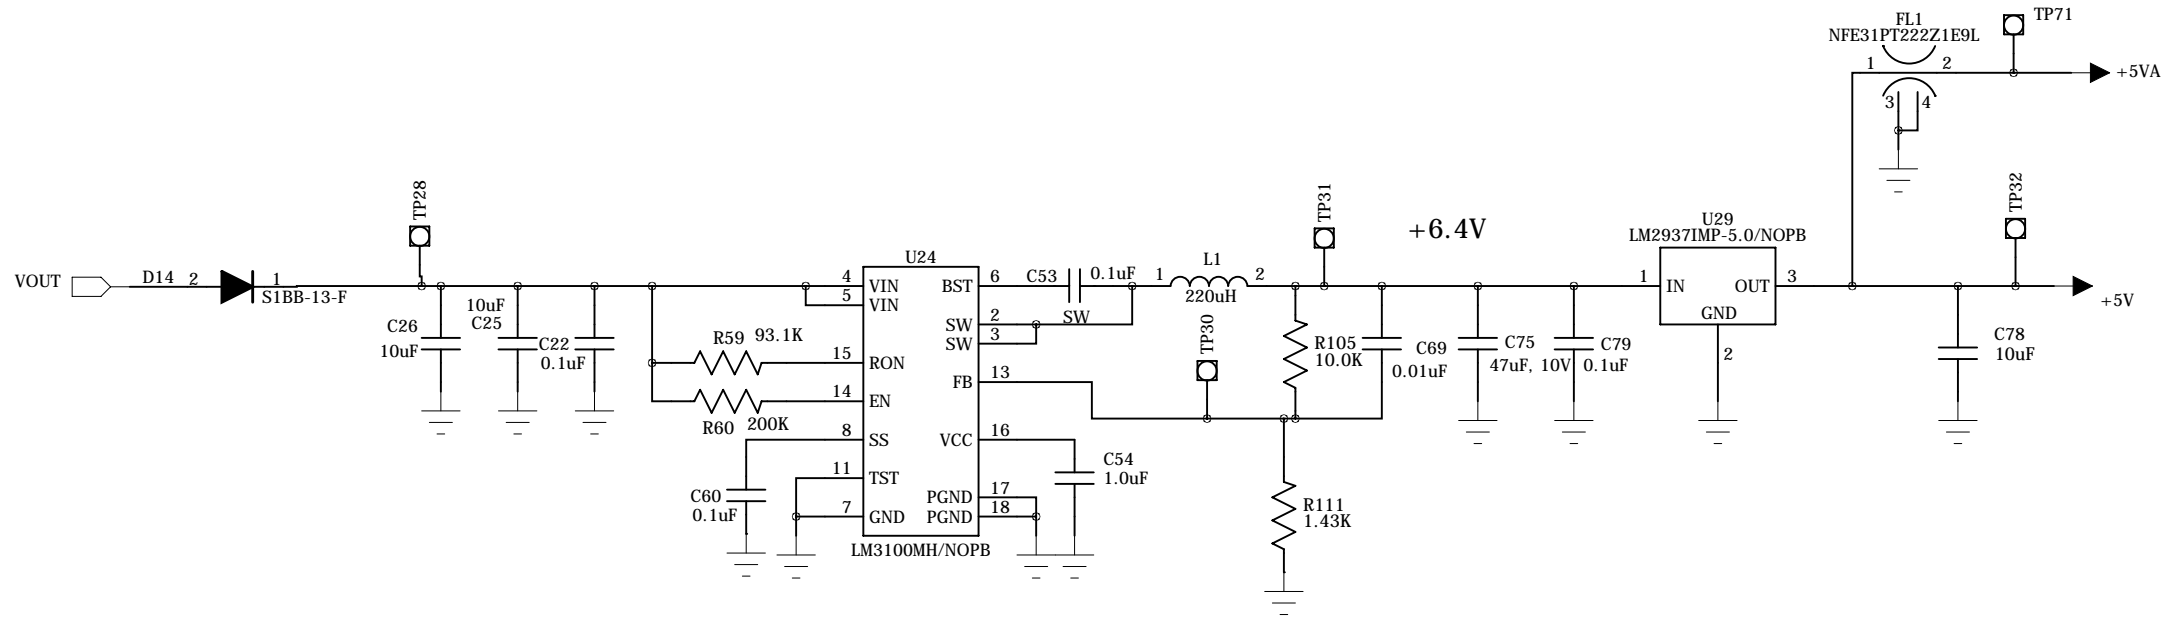 FL1
TP71
NFE31PT222Z1E9L
1
2
+5VA
3
4
TP28
TP31
TP32
+6.4V
U29
LM2937IMP-5.0/NOPB
VOUT
D14
2
1
S1BB-13-F
U24
4
VIN
5
VIN
BST
6
C53
0.1uF
1
L1
2
220uH
1
IN
OUT
3
GND
2
+5V
10uF
C25
C26
10uF
C22
0.1uF
SW
2
SW
3
SW
TP30
R105
10.0K
C69
0.01uF
C75
47uF, 10V
C79
0.1uF
C78
10uF
R59
93.1K
15
RON
FB
13
14
EN
R60
200K
8
SS
VCC
16
C54
1.0uF
11
TST
C60
0.1uF
PGND
17
7
GND
PGND
18
R111
1.43K
LM3100MH/NOPB